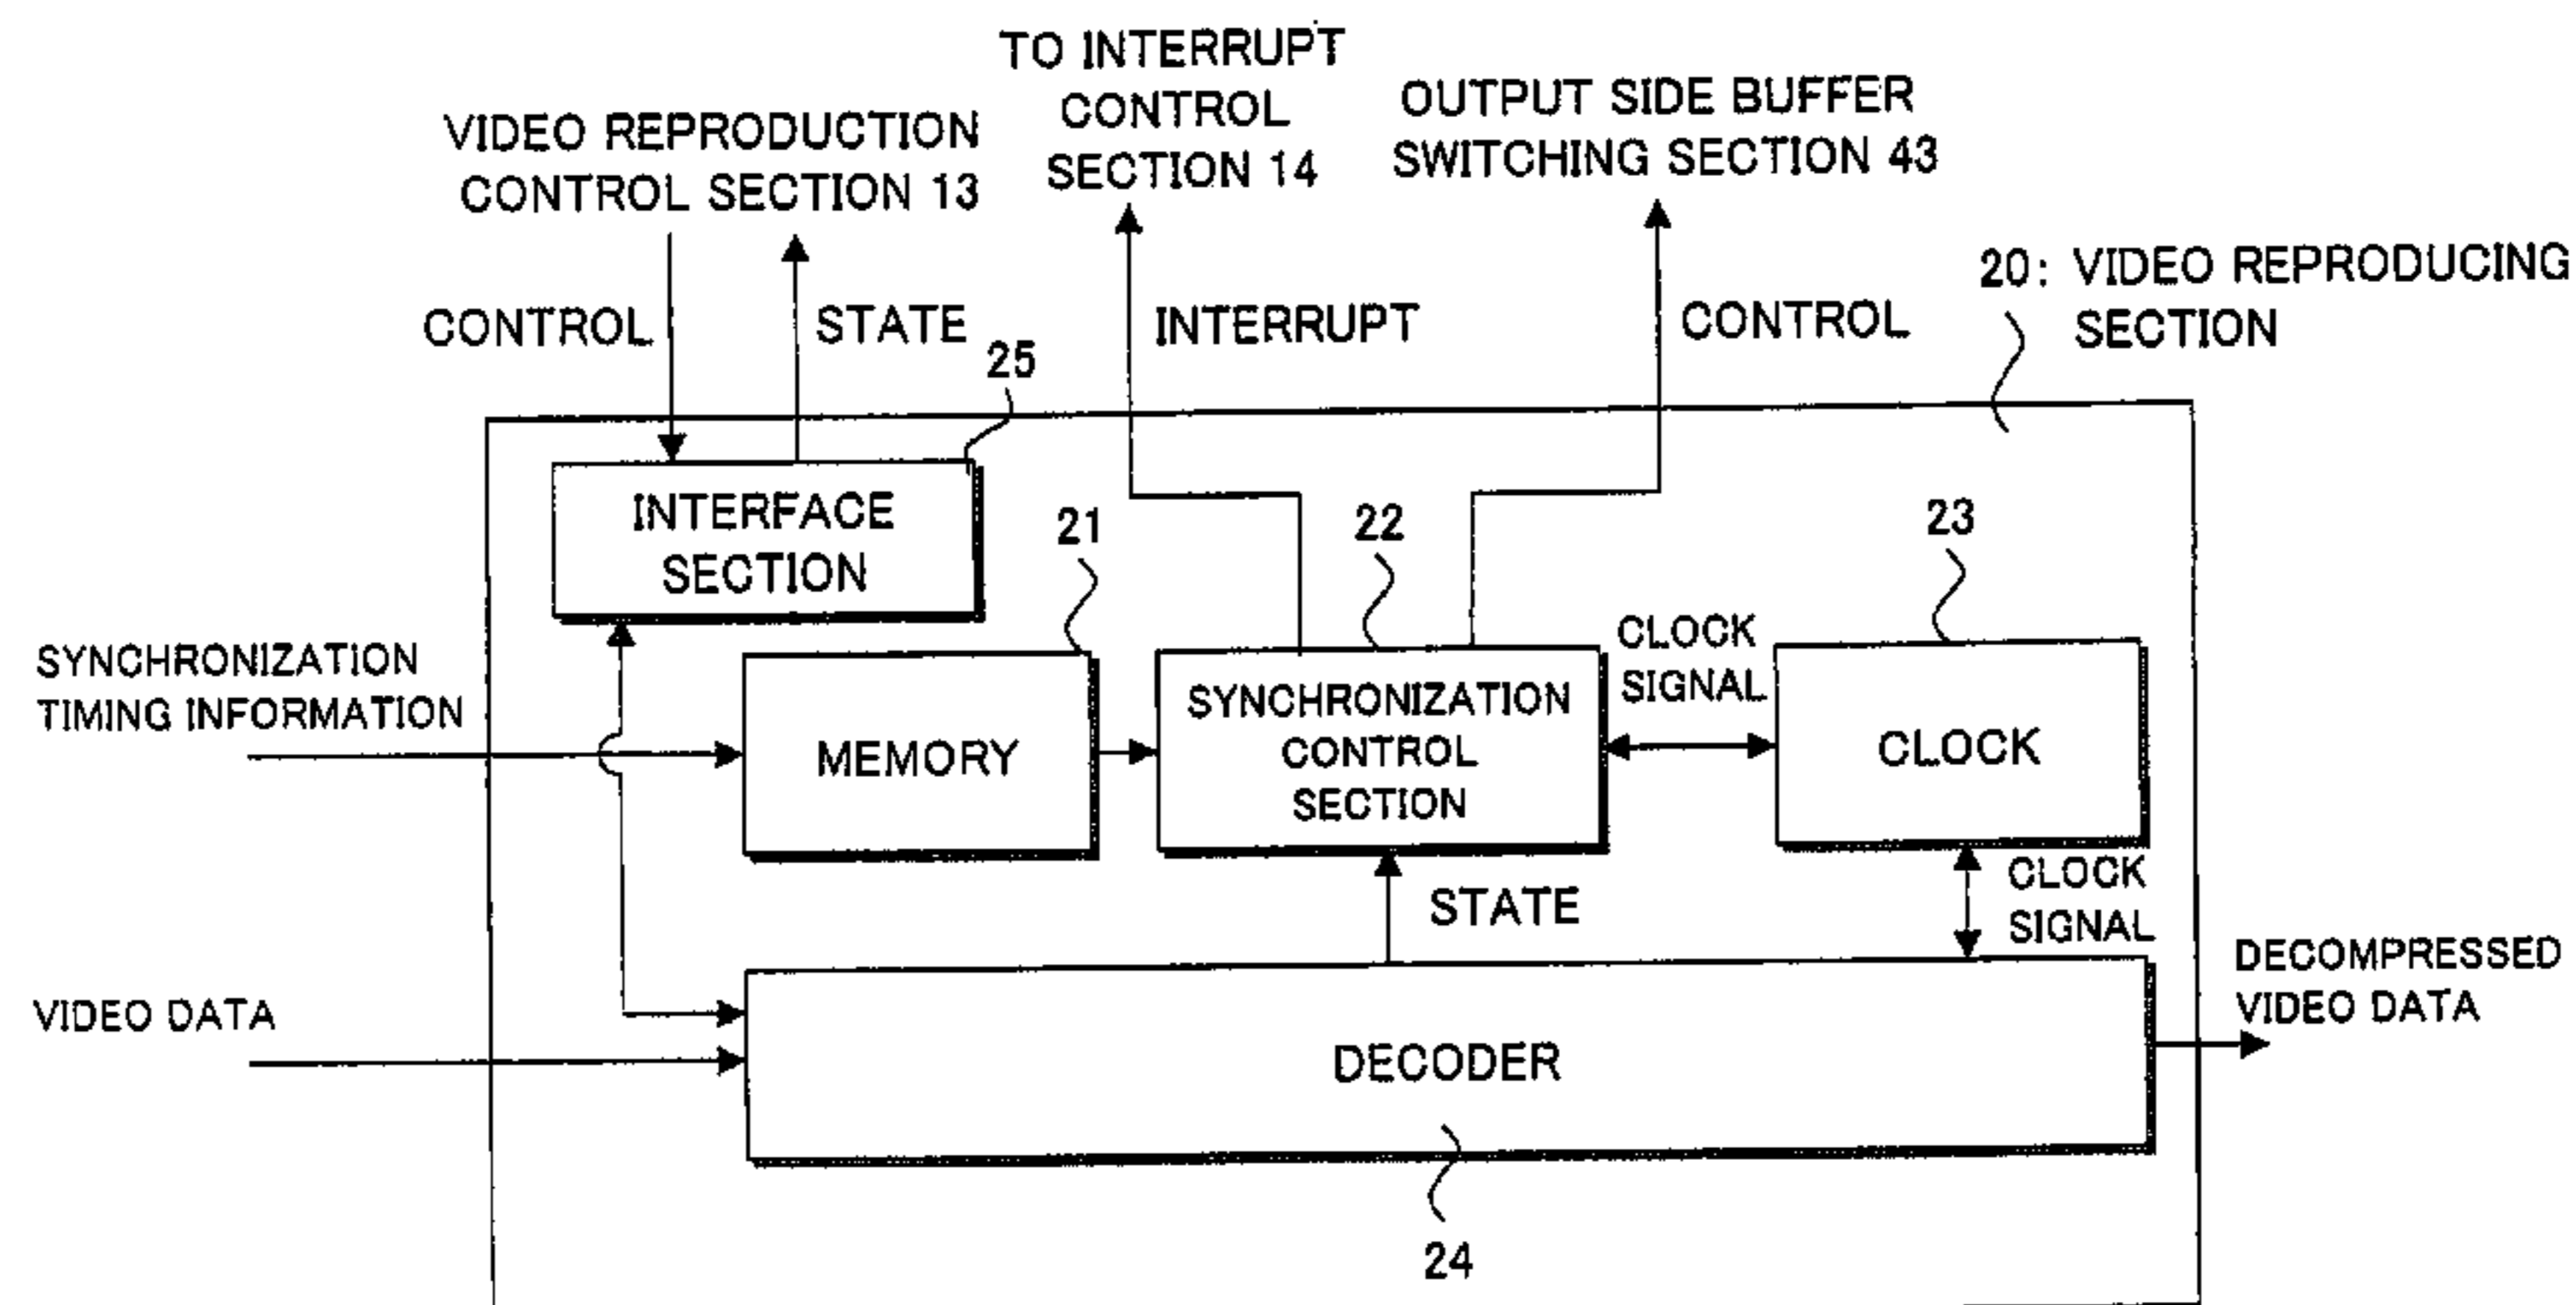 TO INTERRUPT
CONTROL
SECTION 14
OUTPUT SIDE BUFFER
SWITCHING SECTION 43
VIDEO REPRODUCTION
CONTROL SECTION 13
20: VIDEO REPRODUCING
SECTION
CONTROL
STATE
INTERRUPT
CONTROL
25
INTERFACE
SECTION
21
22
23
SYNCHRONIZATION
TIMING INFORMATION
MEMORY
SYNCHRONIZATION
CONTROL
SECTION
CLOCK
SIGNAL
CLOCK
STATE
CLOCK
SIGNAL
VIDEO DATA
DECODER
DECOMPRESSED
VIDEO DATA
24